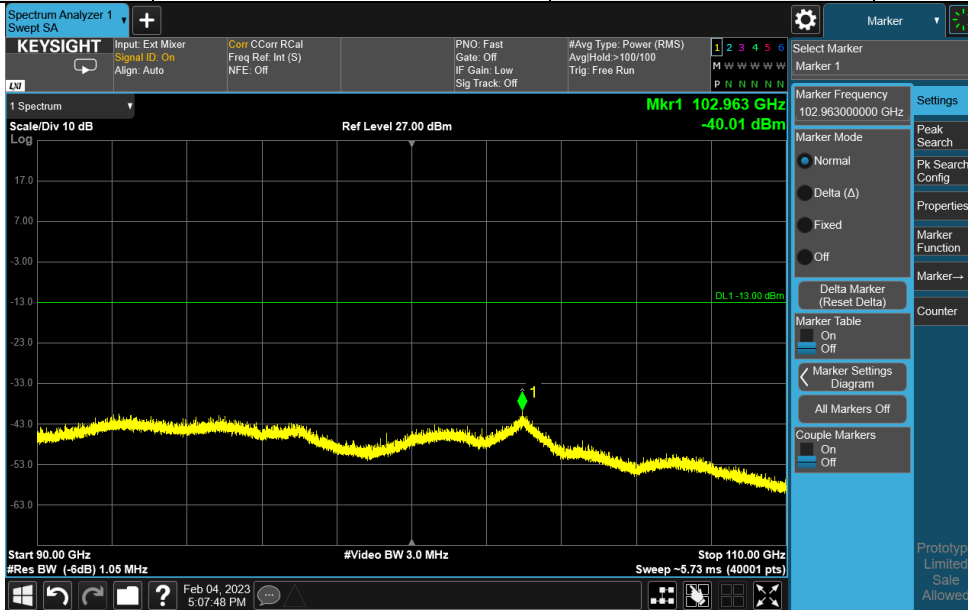 Spectrum Analyzer 1
Swept SA
Marker
KEYSIGHT
LXI
Input: Ext Mixer
Signal ID: On
Align: Auto
Corr CCorr RCal
Freq Ref: Int (S)
NFE: Off
PNO: Fast
Gate: Off
IF Gain: Low
Sig Track: Off
#Avg Type: Power (RMS)
Avg|Hold:>100/100
Trig: Free Run
1 2 3 4 5 6
M W W W W W
P N N N N N
Select Marker
Marker 1
1 Spectrum
Mkr1 102.963 GHz
-40.01 dBm
Scale/Div 10 dB
Ref Level 27.00 dBm
Log
17.0
7.00
-3.00
-13.0
-23.0
-33.0
-43.0
-53.0
-63.0
DL1 -13.00 dBm
1
Start 90.00 GHz
#Video BW 3.0 MHz
Stop 110.00 GHz
#Res BW (-6dB) 1.05 MHz
Sweep ~5.73 ms (40001 pts)
Marker Frequency
102.963000000 GHz
Marker Mode
Normal
Delta (Δ)
Fixed
Off
Delta Marker
(Reset Delta)
Marker Table
On
Off
Marker Settings
Diagram
All Markers Off
Couple Markers
On
Off
Settings
Peak
Search
Pk Search
Config
Properties
Marker
Function
Marker→
Counter
Prototyp
Limited
Sale
Allowed
Feb 04, 2023
5:07:48 PM